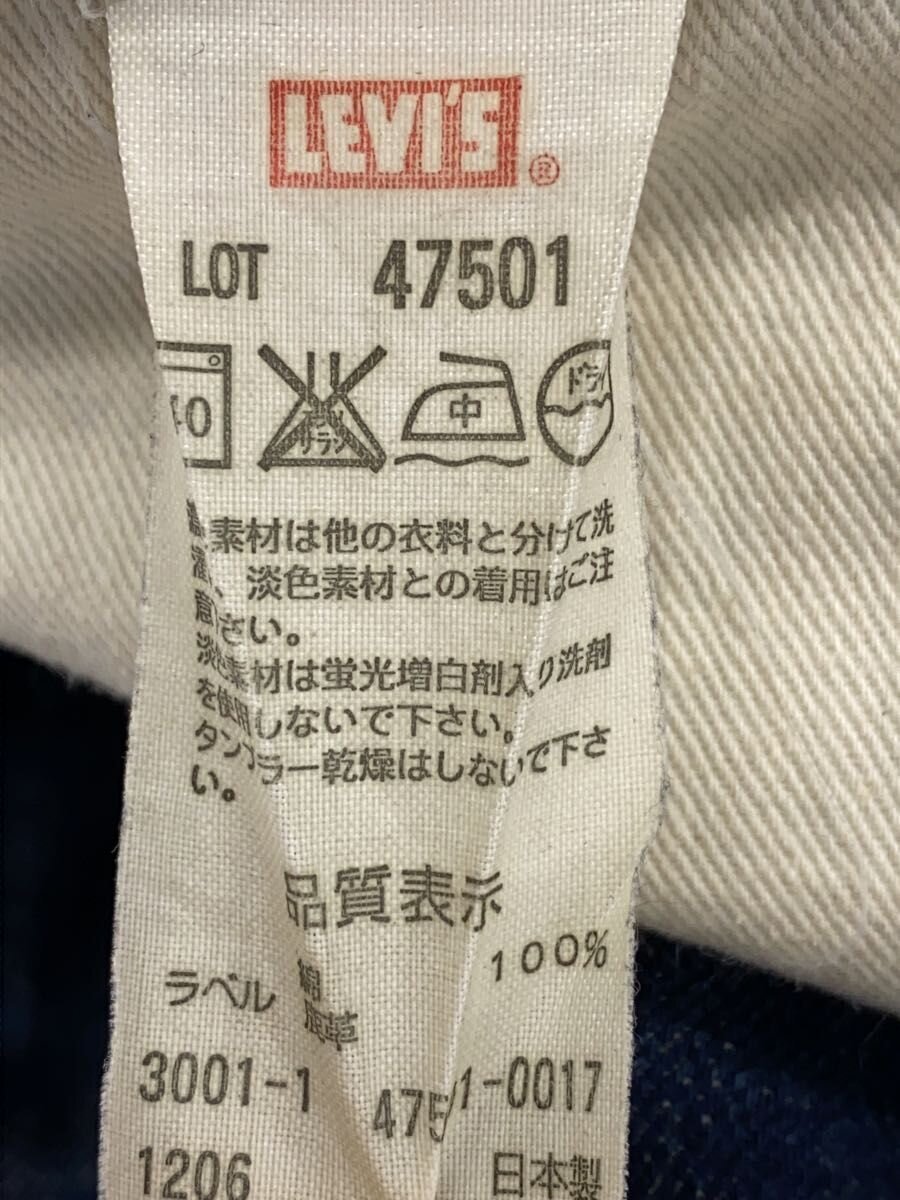 LEVI'S ®
LOT 47501
40 中 ドライ
素材は他の衣料と分けて洗
濯、淡色素材との着用はご注
意下さい。
淡色素材は蛍光増白剤入り洗剤
を使用しないで下さい。
タンブラー乾燥はしないで下さ
い。
品質表示
綿 100%
ラベル 皮革
3001-1 475 1-0017
1206 日本製